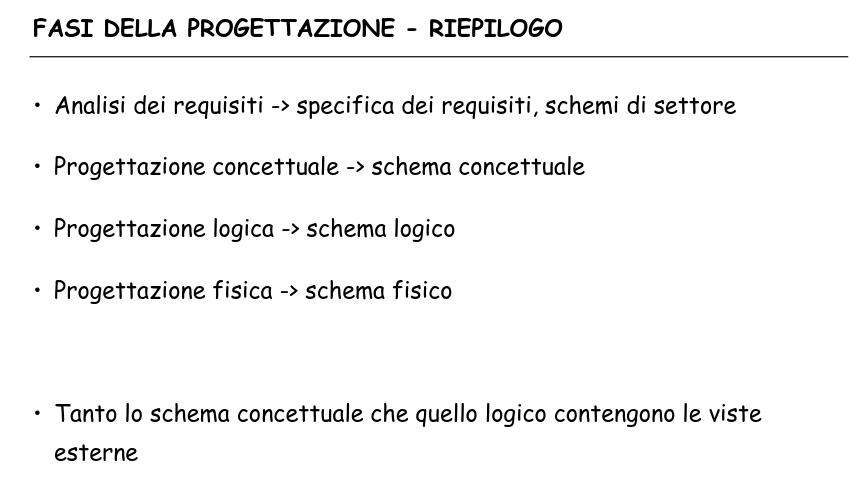 FASI DELLA PROGETTAZIONE - RIEPILOGO
• Analisi dei requisiti -> specifica dei requisiti, schemi di settore
• Progettazione concettuale -> schema concettuale
• Progettazione logica -> schema logico
• Progettazione fisica -> schema fisico
• Tanto lo schema concettuale che quello logico contengono le viste
esterne